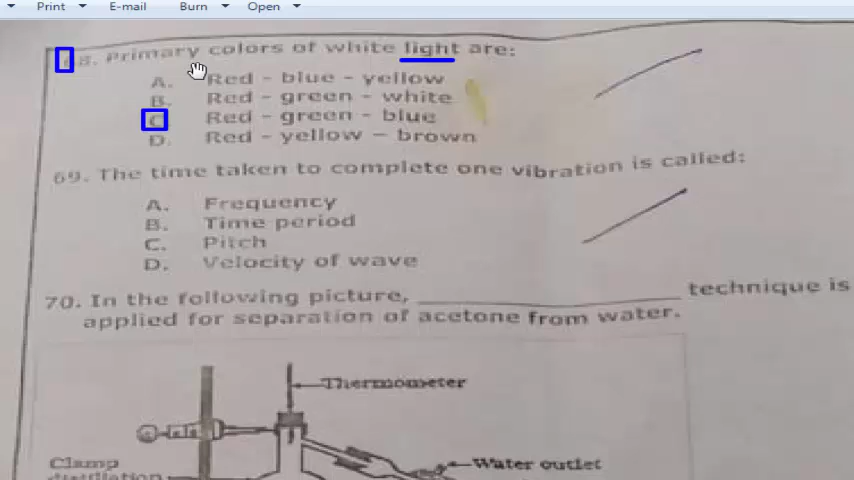 Print E-mail Burn Open
68. Primary colors of white light are:
A. Red - blue - yellow
B. Red - green - white
C Red - green - blue
D. Red - yellow - brown
69. The time taken to complete one vibration is called:
A. Frequency
B. Time period
C. Pitch
D. Velocity of wave
70. In the following picture, ____________ technique is
applied for separation of acetone from water.
Thermometer
Clamp
Water outlet
distillation